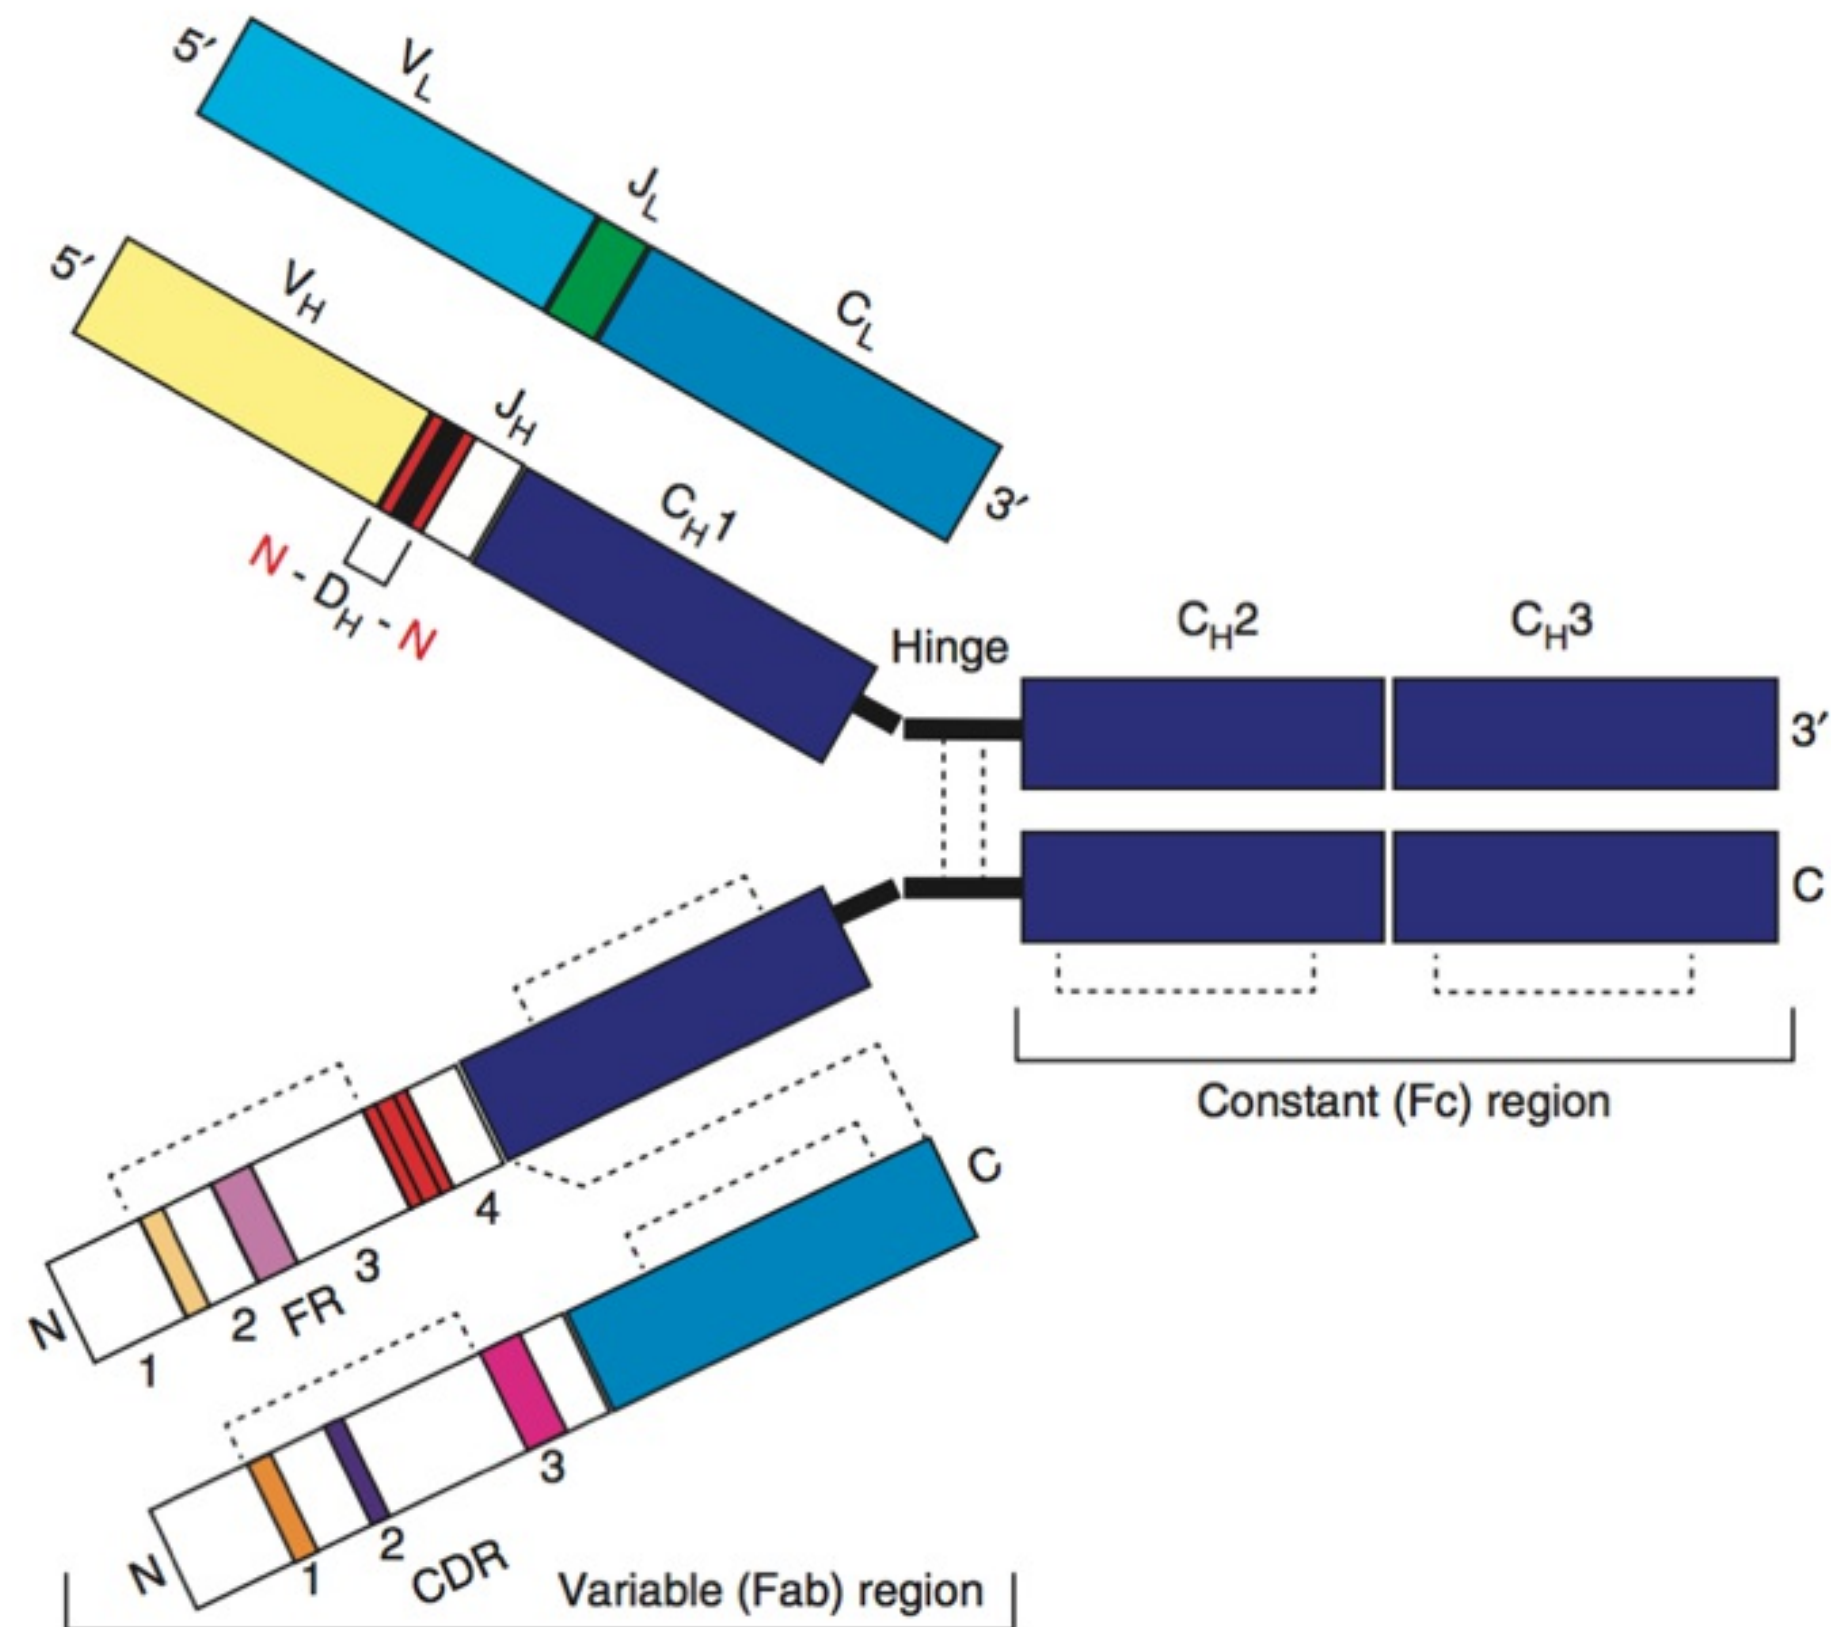 5′
V_L
J_L
C_L
3′
5′
V_H
J_H
C_H1
N - D_H - N
Hinge
C_H2
C_H3
3′
C
Constant (Fc) region
N
1
2
FR
3
4
C
N
1
2
CDR
3
Variable (Fab) region